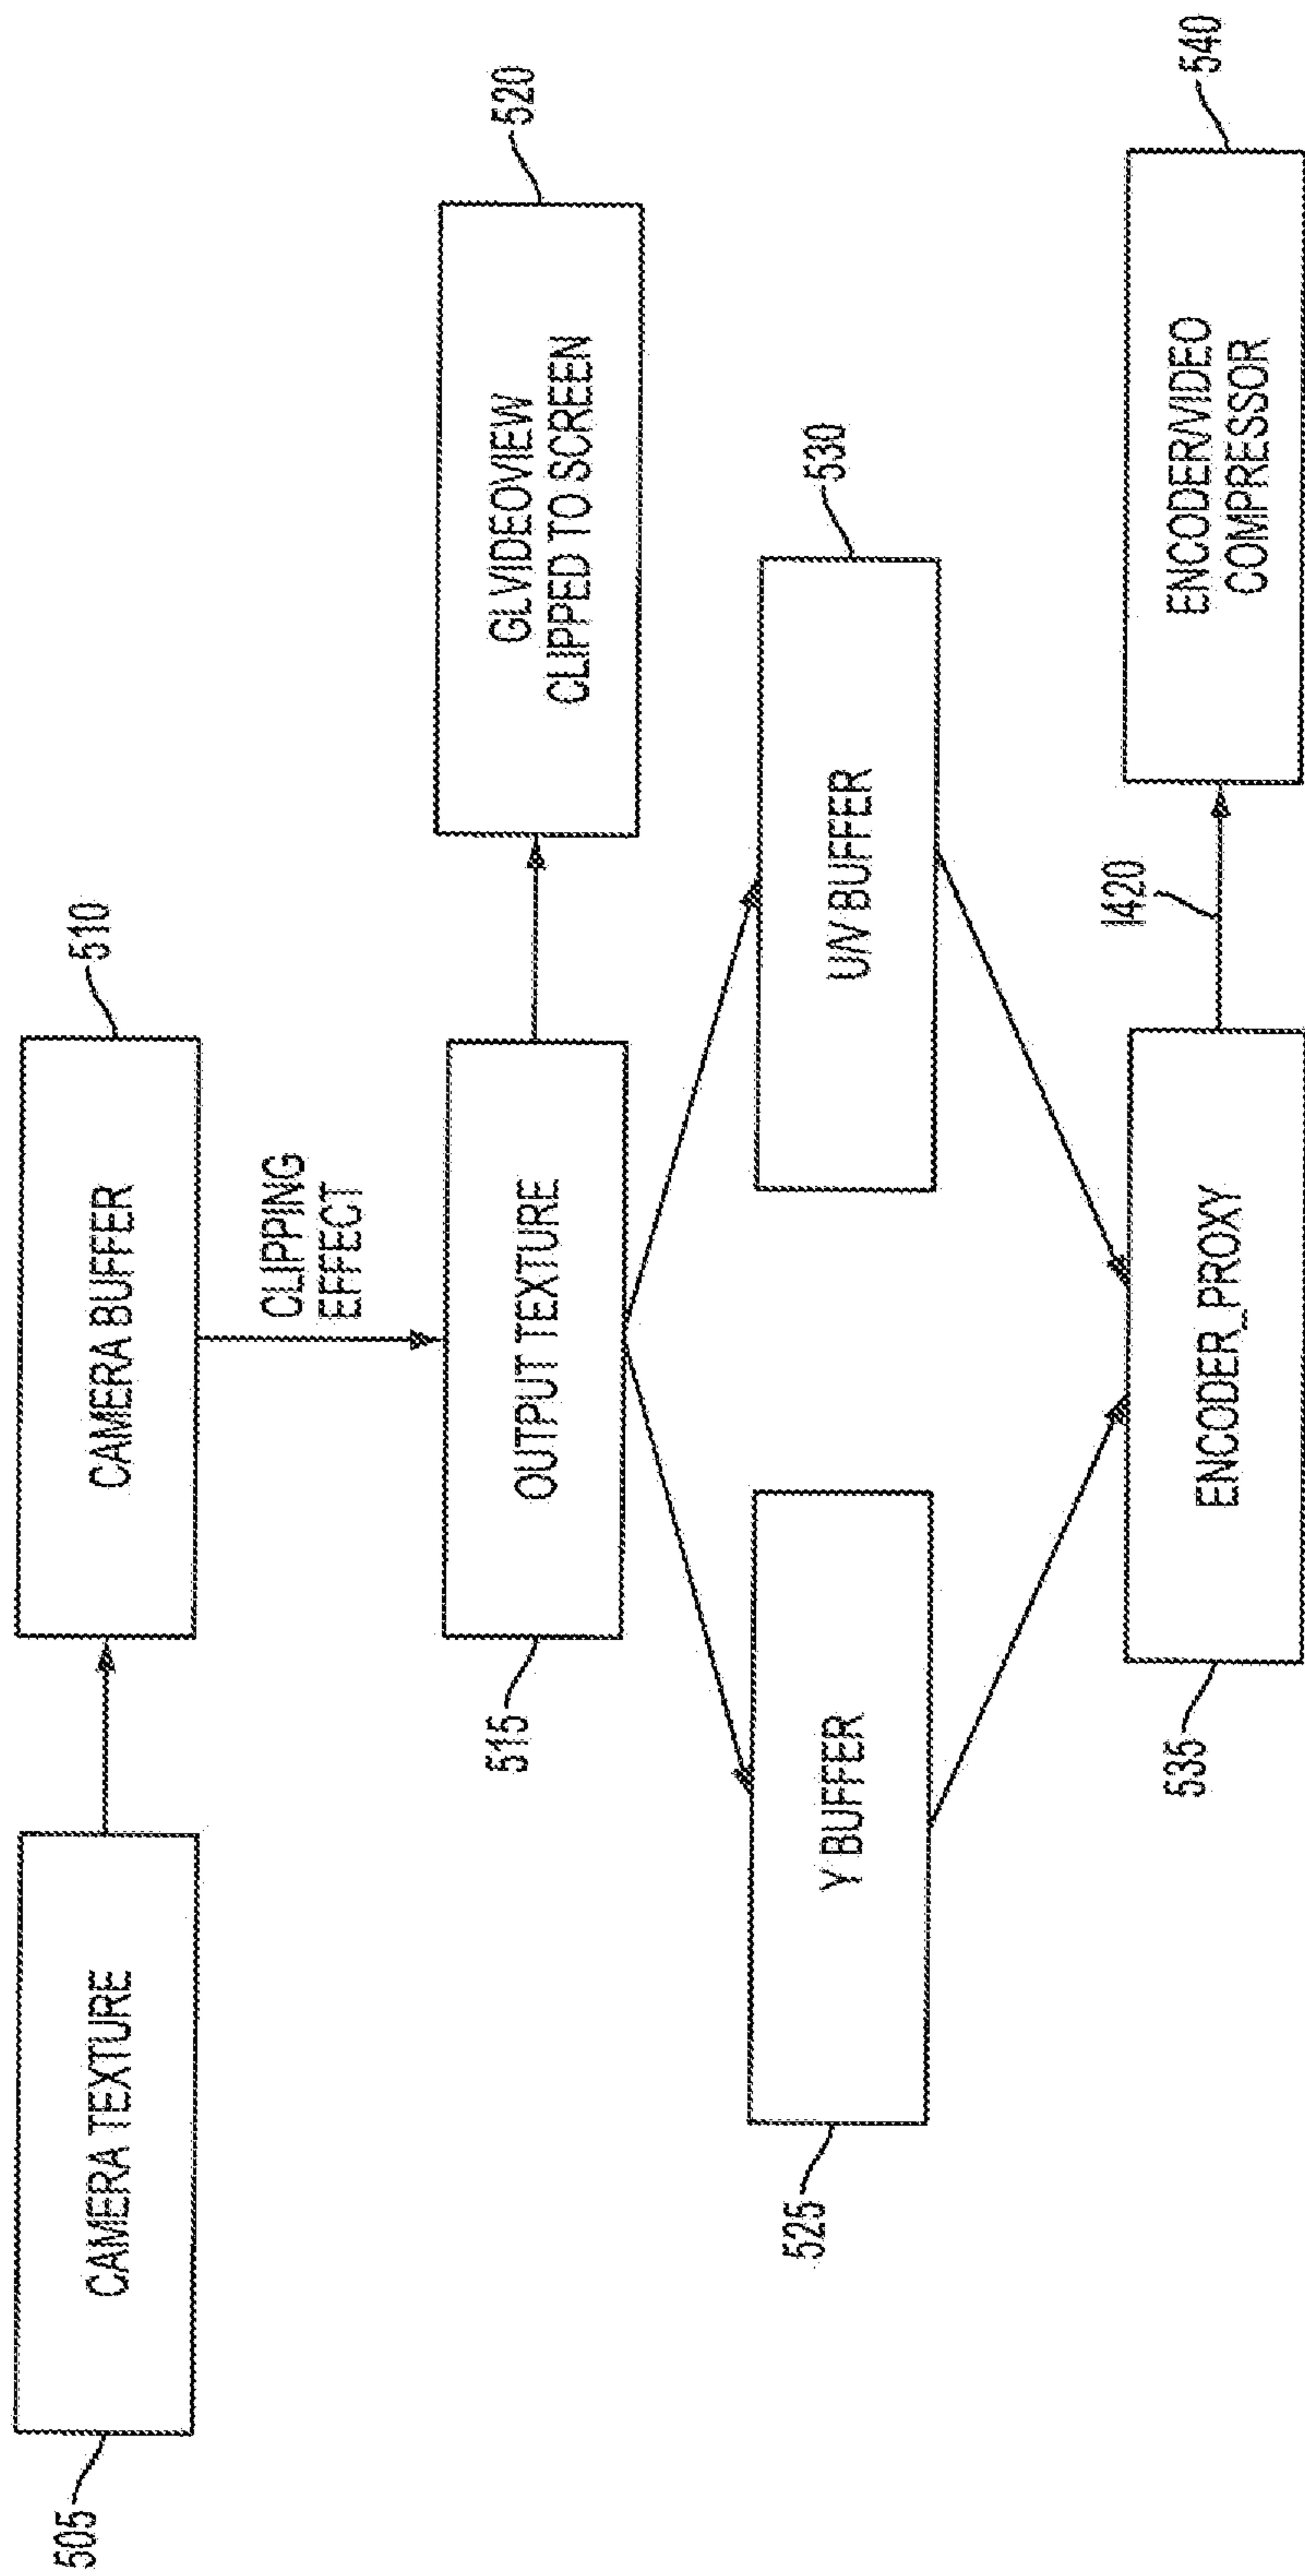 505
CAMERA TEXTURE
CAMERA BUFFER
510
CLIPPING
EFFECT
515
OUTPUT TEXTURE
GLVIDEOVIEW
CLIPPED TO SCREEN
520
525
Y BUFFER
U/V BUFFER
530
535
ENCODER_PROXY
I420
ENCODER/VIDEO
COMPRESSOR
540